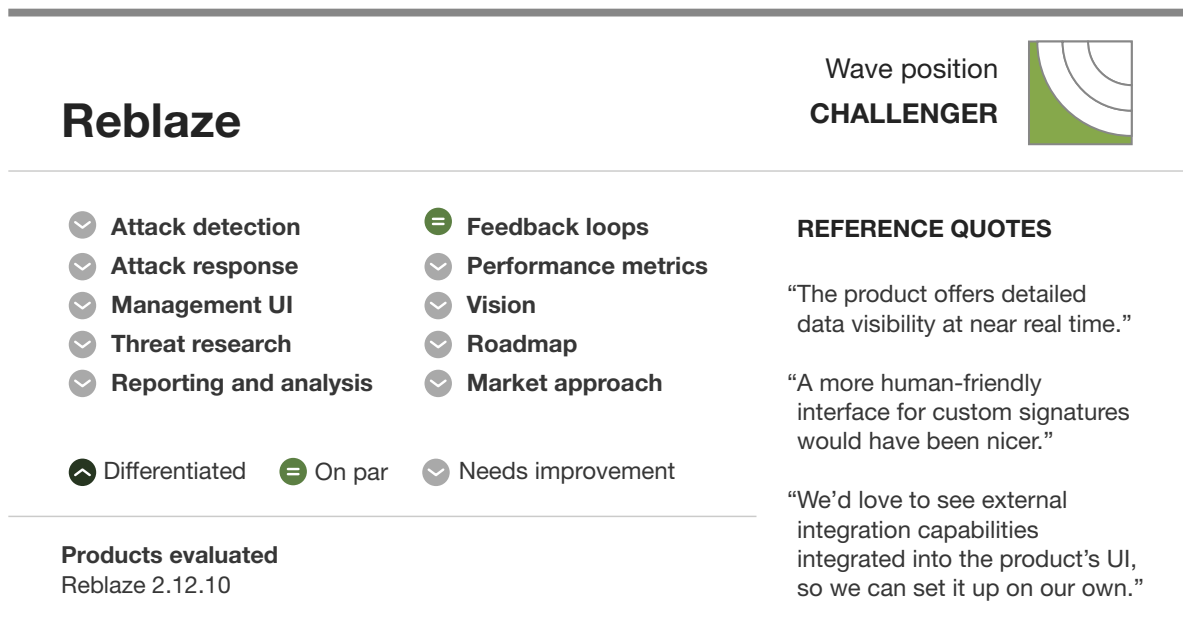 Wave position
CHALLENGER
Reblaze
Attack detection
Attack response
Management UI
Threat research
Reporting and analysis
Feedback loops
Performance metrics
Vision
Roadmap
Market approach
Differentiated
On par
Needs improvement
Products evaluated
Reblaze 2.12.10
REFERENCE QUOTES
“The product offers detailed
data visibility at near real time.”
“A more human-friendly
interface for custom signatures
would have been nicer.”
“We’d love to see external
integration capabilities
integrated into the product’s UI,
so we can set it up on our own.”